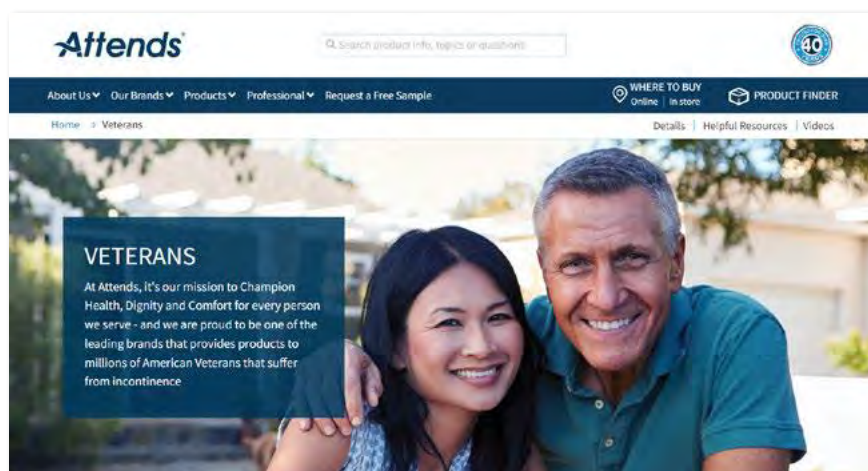 Attends
Search product info, topics or questions
40
About Us Our Brands Products Professional Request a Free Sample
WHERE TO BUY
Online | In store
PRODUCT FINDER
Home > Veterans
Details | Helpful Resources | Videos
VETERANS
At Attends, it's our mission to Champion
Health, Dignity and Comfort for every person
we serve - and we are proud to be one of the
leading brands that provides products to
millions of American Veterans that suffer
from incontinence